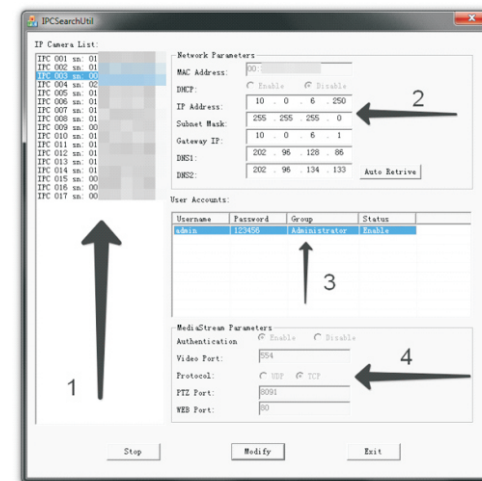 IPCSearchUtil
IP Camera List:
IPC 001 sn: 01
IPC 002 sn: 01
IPC 003 sn: 00
IPC 004 sn: 02
IPC 005 sn: 01
IPC 006 sn: 01
IPC 007 sn: 01
IPC 008 sn: 01
IPC 009 sn: 00
IPC 010 sn: 01
IPC 011 sn: 01
IPC 012 sn: 01
IPC 013 sn: 01
IPC 014 sn: 01
IPC 015 sn: 00
IPC 016 sn: 00
IPC 017 sn: 00
1
Network Parameters
MAC Address: 00:
DHCP: Enable Disable
IP Address: 10 . 0 . 6 . 250
Subnet Mask: 255 . 255 . 255 . 0
Gateway IP: 10 . 0 . 6 . 1
DNS1: 202 . 96 . 128 . 86
DNS2: 202 . 96 . 134 . 133 Auto Retrive
2
User Accounts:
Username Password Group Status
admin 123456 Administrator Enable
3
MediaStream Parameters
Authentication Enable Disable
Video Port: 554
Protocol: UDP TCP
PTZ Port: 8091
WEB Port: 80
4
Stop Modify Exit